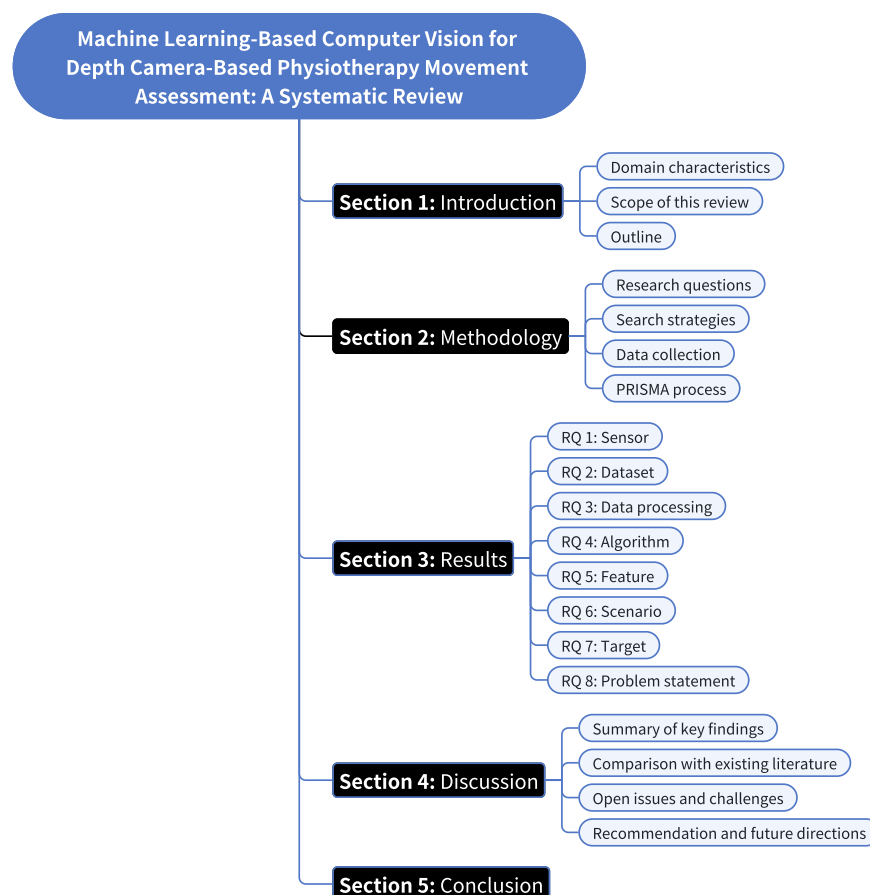 Machine Learning-Based Computer Vision for
Depth Camera-Based Physiotherapy Movement
Assessment: A Systematic Review
Section 1: Introduction
Domain characteristics
Scope of this review
Outline
Section 2: Methodology
Research questions
Search strategies
Data collection
PRISMA process
Section 3: Results
RQ 1: Sensor
RQ 2: Dataset
RQ 3: Data processing
RQ 4: Algorithm
RQ 5: Feature
RQ 6: Scenario
RQ 7: Target
RQ 8: Problem statement
Section 4: Discussion
Summary of key findings
Comparison with existing literature
Open issues and challenges
Recommendation and future directions
Section 5: Conclusion